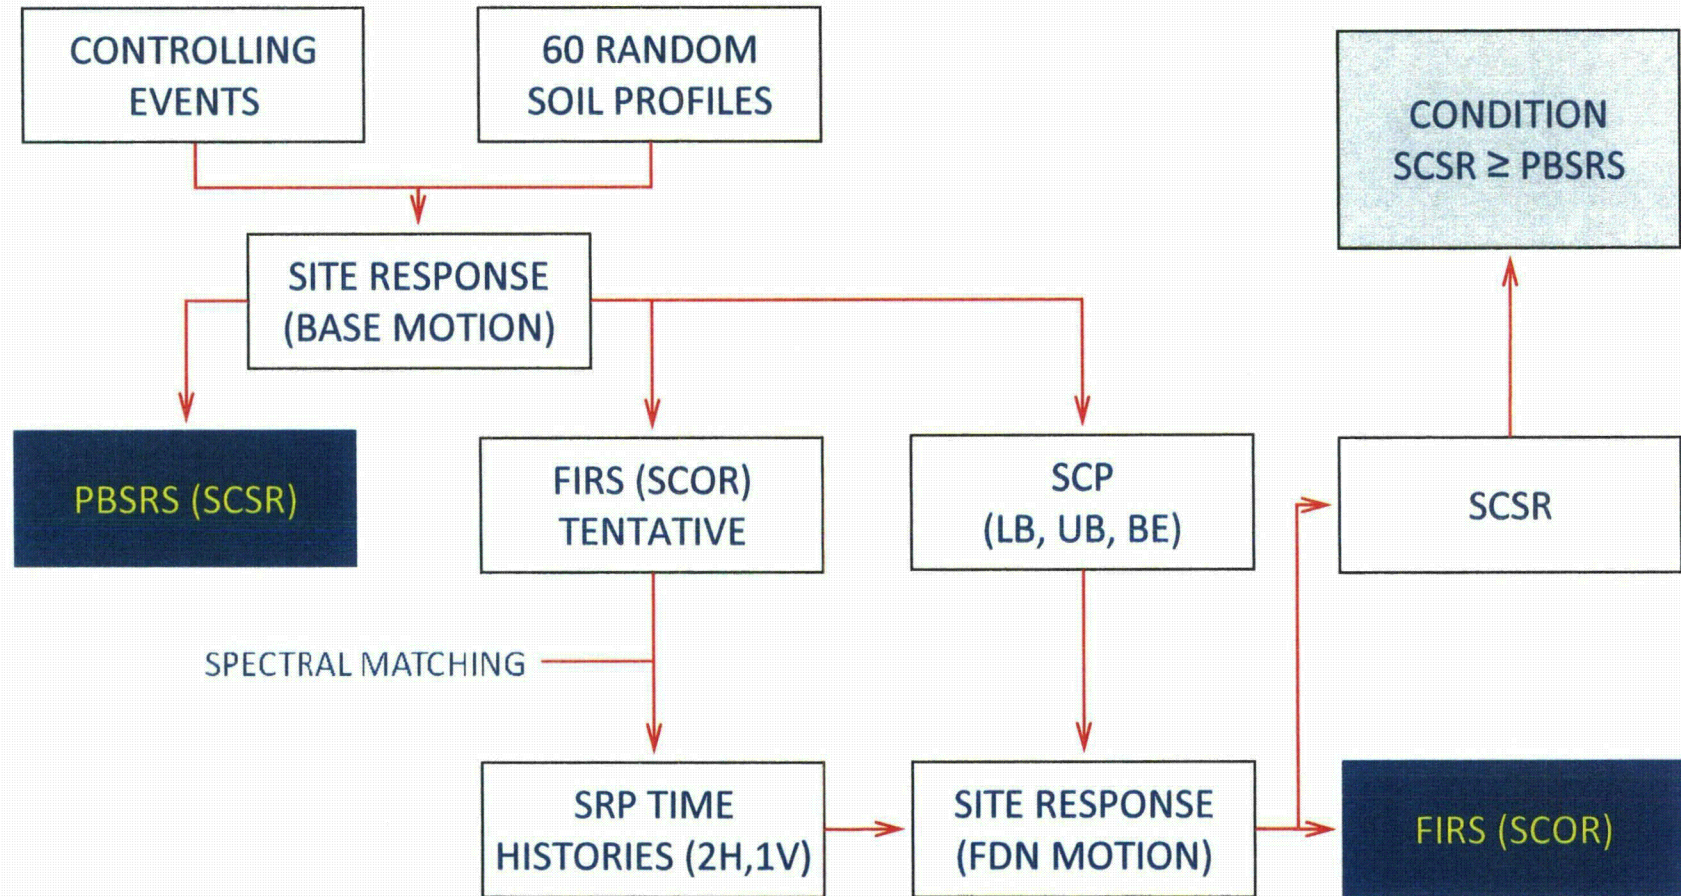 CONTROLLING
EVENTS
60 RANDOM
SOIL PROFILES
CONDITION
SCSR ≥ PBSRS
SITE RESPONSE
(BASE MOTION)
PBSRS (SCSR)
FIRS (SCOR)
TENTATIVE
SCP
(LB, UB, BE)
SCSR
SPECTRAL MATCHING
SRP TIME
HISTORIES (2H,1V)
SITE RESPONSE
(FDN MOTION)
FIRS (SCOR)